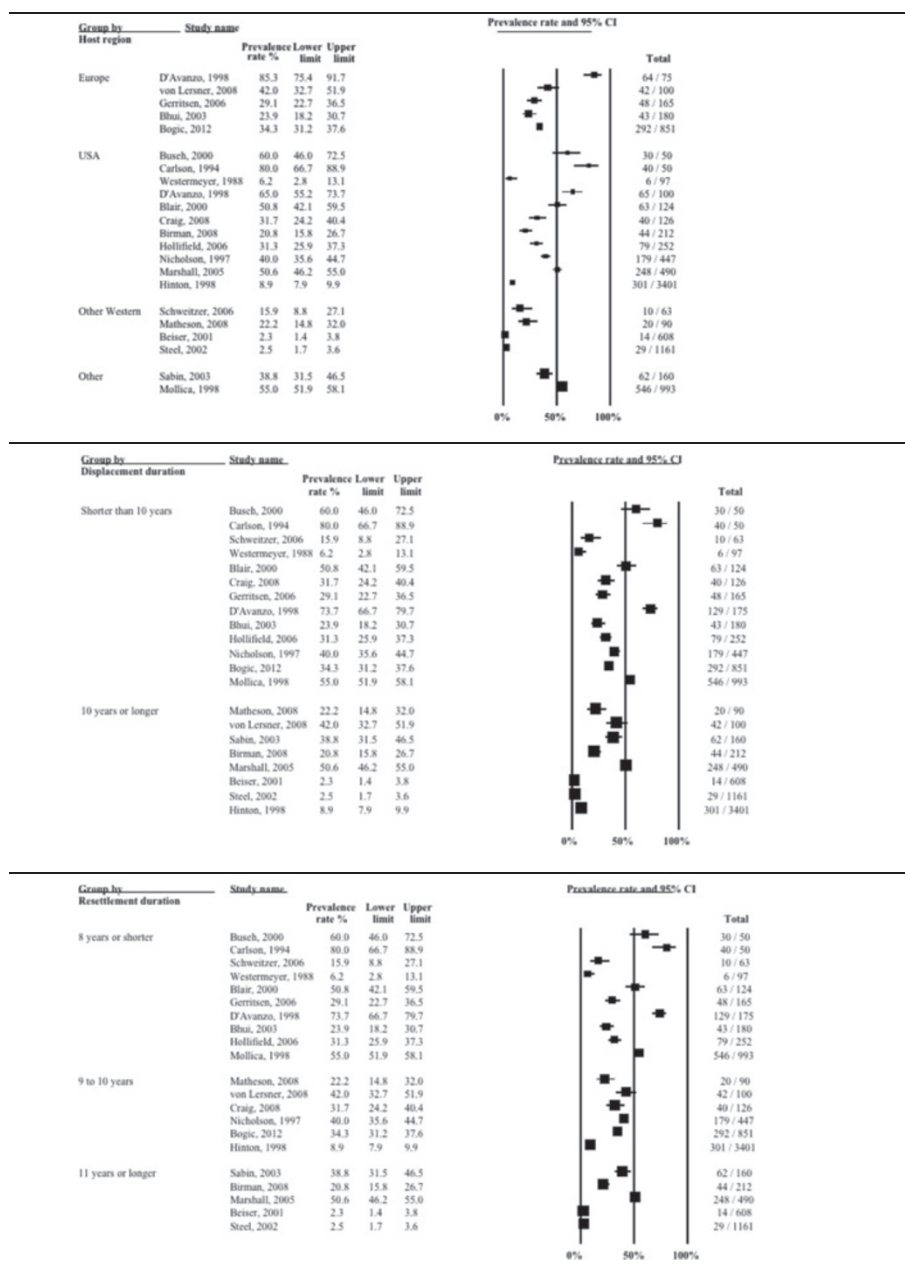 Group by Study name Prevalence rate and 95% CI
Host region
Prevalence Lower Upper
rate % limit limit Total
Europe D'Avanzo, 1998 85.3 75.4 91.7 64 / 75
von Lersner, 2008 42.0 32.7 51.9 42 / 100
Gerritsen, 2006 29.1 22.7 36.5 48 / 165
Bhui, 2003 23.9 18.2 30.7 43 / 180
Bogic, 2012 34.3 31.2 37.6 292 / 851
USA Busch, 2000 60.0 46.0 72.5 30 / 50
Carlson, 1994 80.0 66.7 88.9 40 / 50
Westermeyer, 1988 6.2 2.8 13.1 6 / 97
D'Avanzo, 1998 65.0 55.2 73.7 65 / 100
Blair, 2000 50.8 42.1 59.5 63 / 124
Craig, 2008 31.7 24.2 40.4 40 / 126
Birman, 2008 20.8 15.8 26.7 44 / 212
Hollifield, 2006 31.3 25.9 37.3 79 / 252
Nicholson, 1997 40.0 35.6 44.7 179 / 447
Marshall, 2005 50.6 46.2 55.0 248 / 490
Hinton, 1998 8.9 7.9 9.9 301 / 3401
Other Western Schweitzer, 2006 15.9 8.8 27.1 10 / 63
Matheson, 2008 22.2 14.8 32.0 20 / 90
Beiser, 2001 2.3 1.4 3.8 14 / 608
Steel, 2002 2.5 1.7 3.6 29 / 1161
Other Sabin, 2003 38.8 31.5 46.5 62 / 160
Mollica, 1998 55.0 51.9 58.1 546 / 993
0% 50% 100%
Group by Study name Prevalence rate and 95% CI
Displacement duration
Prevalence Lower Upper
rate % limit limit Total
Shorter than 10 years Busch, 2000 60.0 46.0 72.5 30 / 50
Carlson, 1994 80.0 66.7 88.9 40 / 50
Schweitzer, 2006 15.9 8.8 27.1 10 / 63
Westermeyer, 1988 6.2 2.8 13.1 6 / 97
Blair, 2000 50.8 42.1 59.5 63 / 124
Craig, 2008 31.7 24.2 40.4 40 / 126
Gerritsen, 2006 29.1 22.7 36.5 48 / 165
D'Avanzo, 1998 73.7 66.7 79.7 129 / 175
Bhui, 2003 23.9 18.2 30.7 43 / 180
Hollifield, 2006 31.3 25.9 37.3 79 / 252
Nicholson, 1997 40.0 35.6 44.7 179 / 447
Bogic, 2012 34.3 31.2 37.6 292 / 851
Mollica, 1998 55.0 51.9 58.1 546 / 993
10 years or longer Matheson, 2008 22.2 14.8 32.0 20 / 90
von Lersner, 2008 42.0 32.7 51.9 42 / 100
Sabin, 2003 38.8 31.5 46.5 62 / 160
Birman, 2008 20.8 15.8 26.7 44 / 212
Marshall, 2005 50.6 46.2 55.0 248 / 490
Beiser, 2001 2.3 1.4 3.8 14 / 608
Steel, 2002 2.5 1.7 3.6 29 / 1161
Hinton, 1998 8.9 7.9 9.9 301 / 3401
0% 50% 100%
Group by Study name Prevalence rate and 95% CI
Resettlement duration
Prevalence Lower Upper
rate % limit limit Total
8 years or shorter Busch, 2000 60.0 46.0 72.5 30 / 50
Carlson, 1994 80.0 66.7 88.9 40 / 50
Schweitzer, 2006 15.9 8.8 27.1 10 / 63
Westermeyer, 1988 6.2 2.8 13.1 6 / 97
Blair, 2000 50.8 42.1 59.5 63 / 124
Gerritsen, 2006 29.1 22.7 36.5 48 / 165
D'Avanzo, 1998 73.7 66.7 79.7 129 / 175
Bhui, 2003 23.9 18.2 30.7 43 / 180
Hollifield, 2006 31.3 25.9 37.3 79 / 252
Mollica, 1998 55.0 51.9 58.1 546 / 993
9 to 10 years Matheson, 2008 22.2 14.8 32.0 20 / 90
von Lersner, 2008 42.0 32.7 51.9 42 / 100
Craig, 2008 31.7 24.2 40.4 40 / 126
Nicholson, 1997 40.0 35.6 44.7 179 / 447
Bogic, 2012 34.3 31.2 37.6 292 / 851
Hinton, 1998 8.9 7.9 9.9 301 / 3401
11 years or longer Sabin, 2003 38.8 31.5 46.5 62 / 160
Birman, 2008 20.8 15.8 26.7 44 / 212
Marshall, 2005 50.6 46.2 55.0 248 / 490
Beiser, 2001 2.3 1.4 3.8 14 / 608
Steel, 2002 2.5 1.7 3.6 29 / 1161
0% 50% 100%